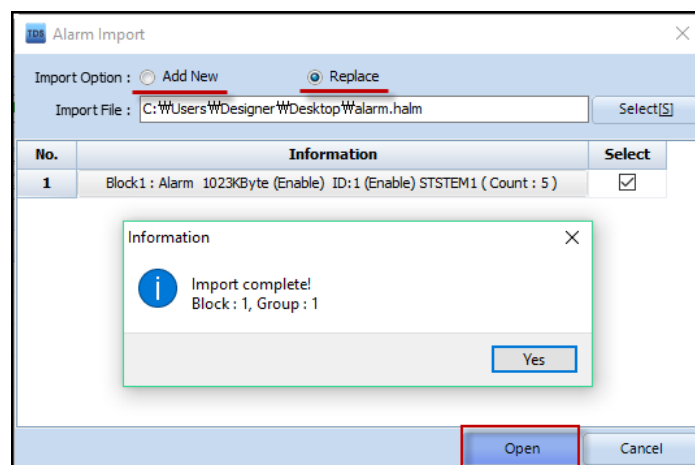 TDS Alarm Import
Import Option : Add New Replace
Import File : C:₩Users₩Designer₩Desktop₩alarm.halm Select[S]
No. Information Select
1 Block1 : Alarm 1023KByte (Enable) ID:1 (Enable) STSTEM1 ( Count : 5 )
Information
Import complete!
Block : 1, Group : 1
Yes
Open Cancel